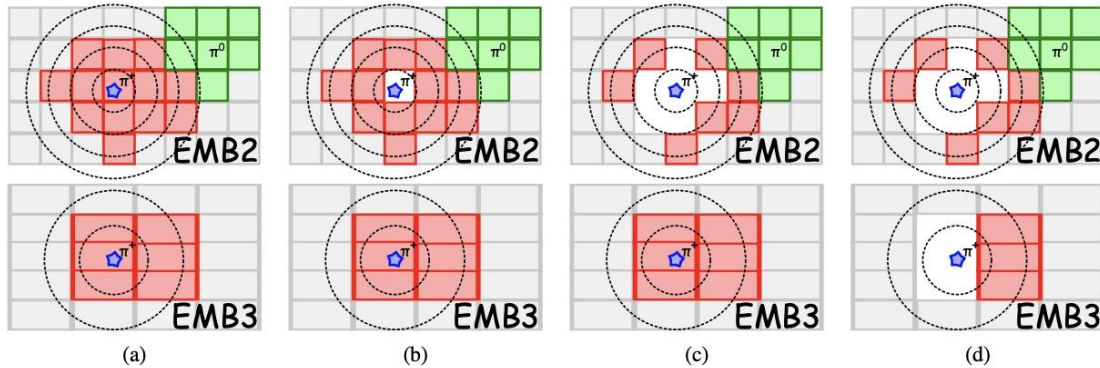 π⁰ π⁰ π⁰ π⁰
π⁺ π⁺ π⁺ π⁺
EMB2 EMB2 EMB2 EMB2
π⁺ π⁺ π⁺ π⁺
EMB3 EMB3 EMB3 EMB3
(a) (b) (c) (d)